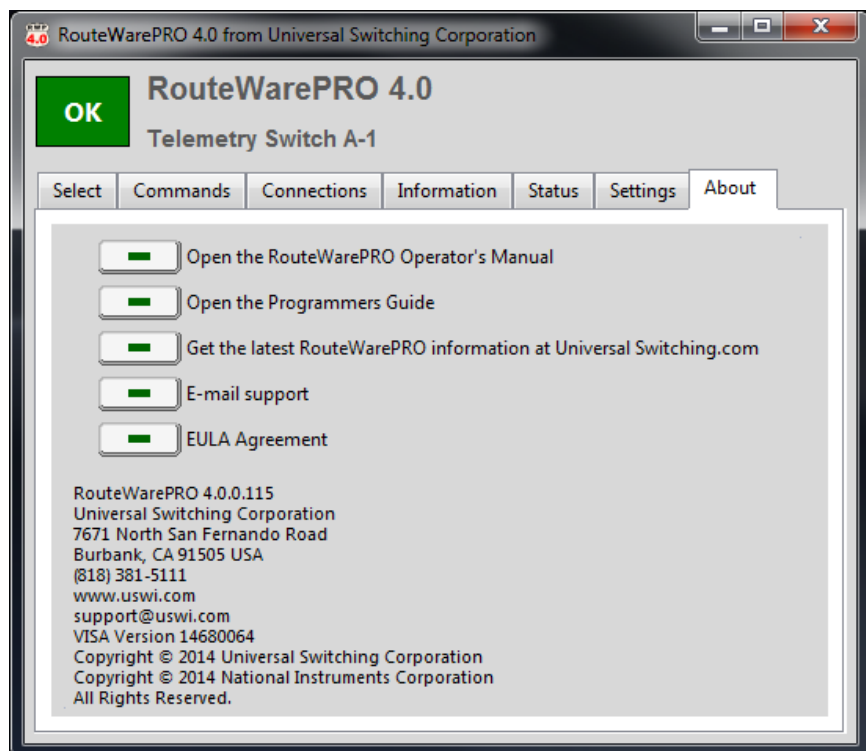 4.0 RouteWarePRO 4.0 from Universal Switching Corporation
OK
RouteWarePRO 4.0
Telemetry Switch A-1
Select Commands Connections Information Status Settings About
Open the RouteWarePRO Operator's Manual
Open the Programmers Guide
Get the latest RouteWarePRO information at Universal Switching.com
E-mail support
EULA Agreement
RouteWarePRO 4.0.0.115
Universal Switching Corporation
7671 North San Fernando Road
Burbank, CA 91505 USA
(818) 381-5111
www.uswi.com
support@uswi.com
VISA Version 14680064
Copyright © 2014 Universal Switching Corporation
Copyright © 2014 National Instruments Corporation
All Rights Reserved.